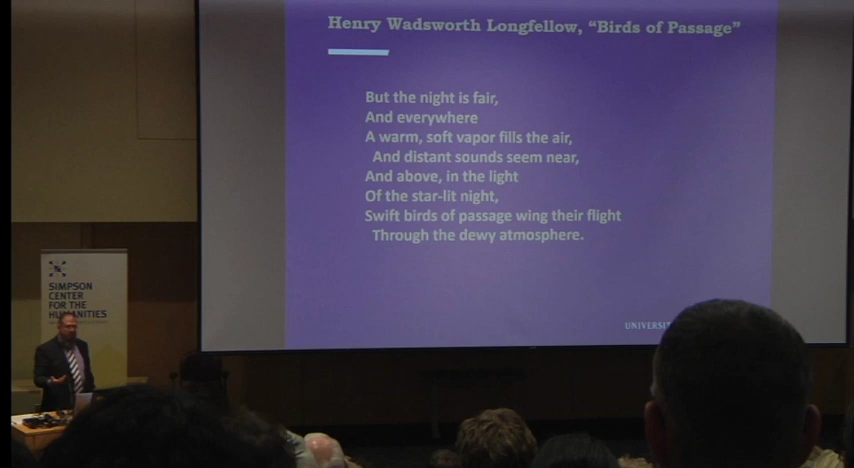 Henry Wadsworth Longfellow, “Birds of Passage”
But the night is fair,
And everywhere
A warm, soft vapor fills the air,
And distant sounds seem near,
And above, in the light
Of the star-lit night,
Swift birds of passage wing their flight
Through the dewy atmosphere.
SIMPSON
CENTER
FOR THE
HUMANITIES